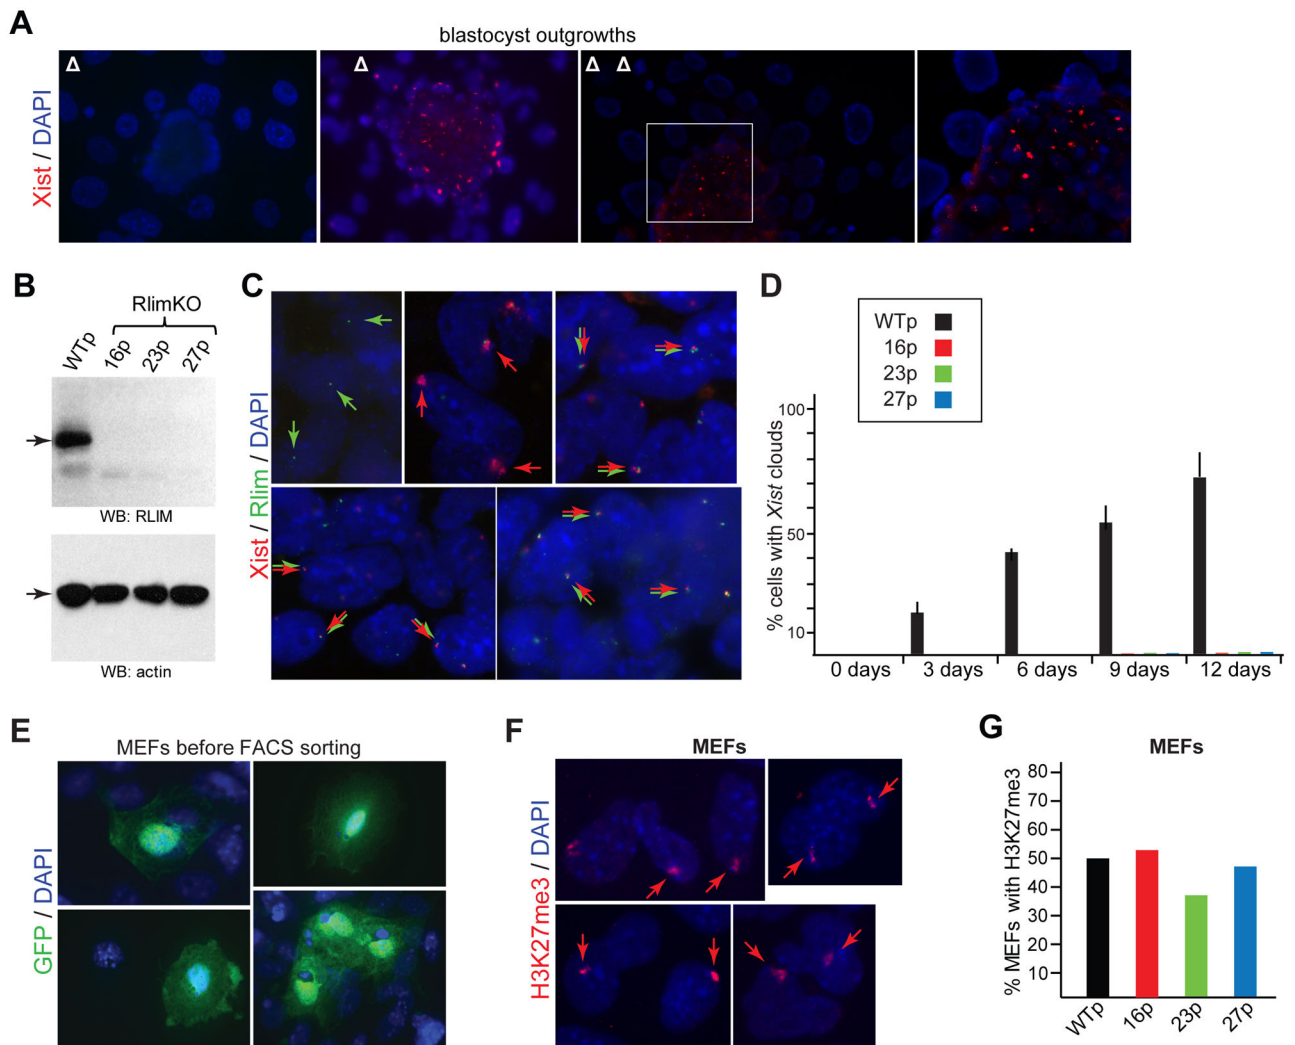 A
blastocyst outgrowths
Xist / DAPI
Δ
Δ
Δ Δ
B
RlimKO
WTp
16p
23p
27p
WB: RLIM
WB: actin
C
Xist / Rlim / DAPI
D
WTp
16p
23p
27p
% cells with Xist clouds
100
50
10
0 days
3 days
6 days
9 days
12 days
E
MEFs before FACS sorting
GFP / DAPI
F
MEFs
H3K27me3 / DAPI
G
MEFs
% MEFs with H3K27me3
80
70
60
50
40
30
20
10
WTp
16p
23p
27p